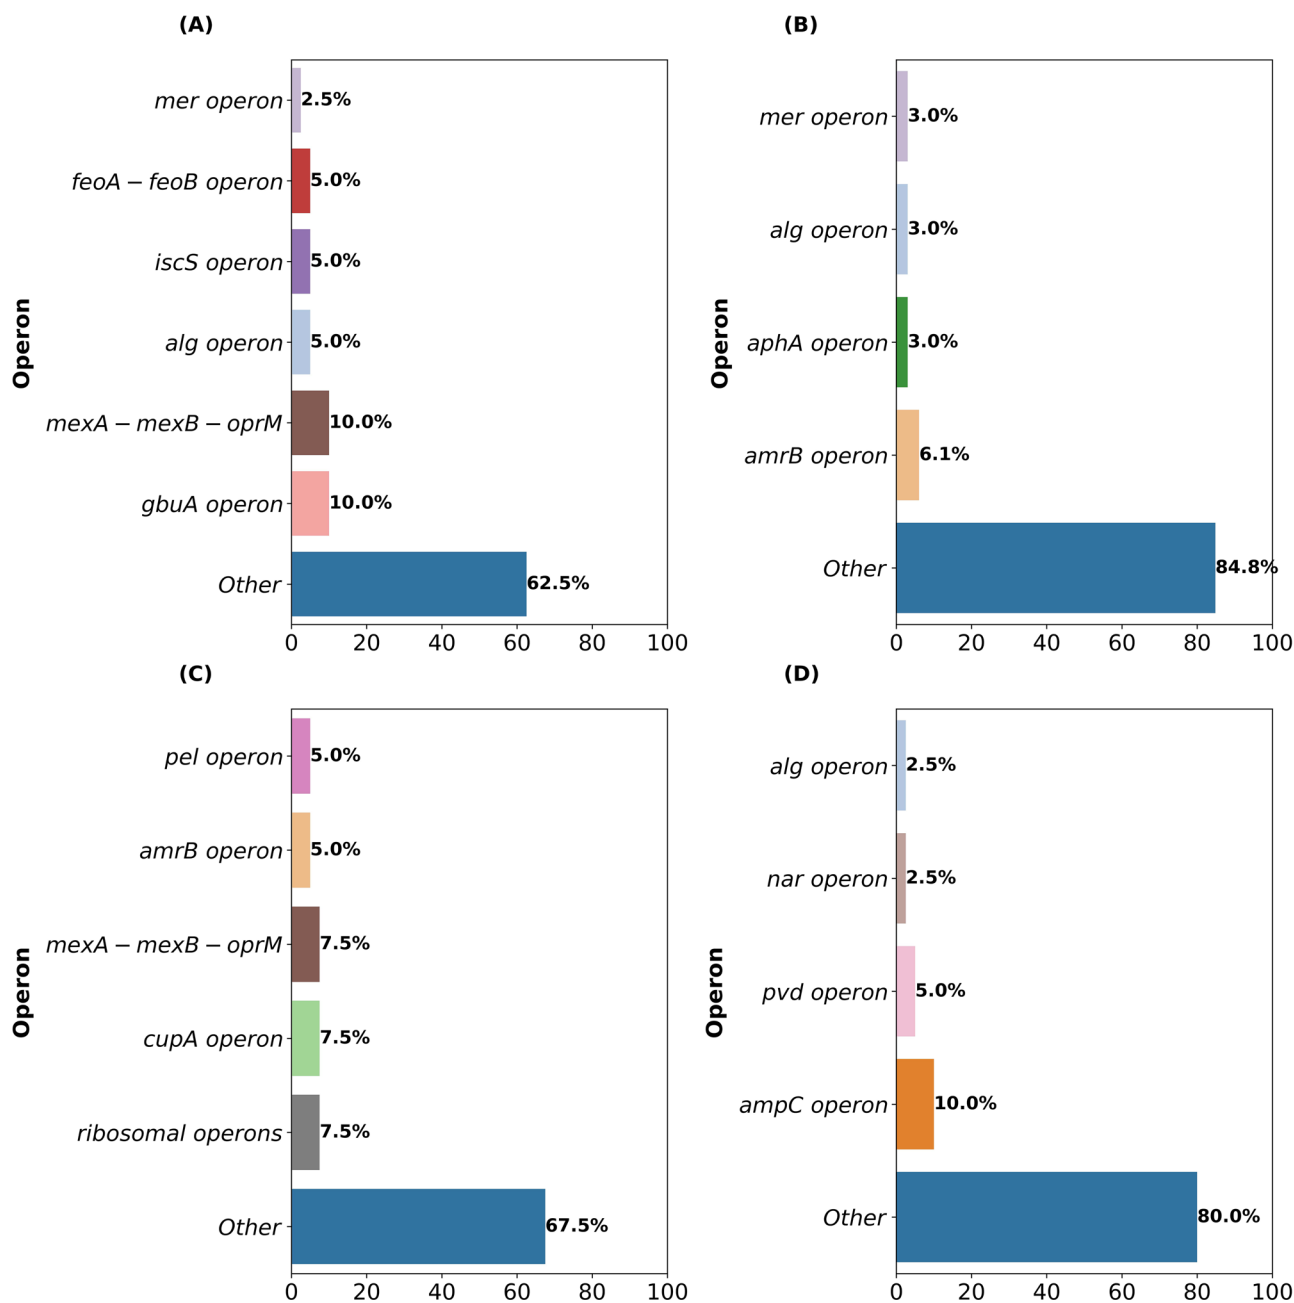 (A)
Operon
mer operon 2.5%
feoA − feoB operon 5.0%
iscS operon 5.0%
alg operon 5.0%
mexA − mexB − oprM 10.0%
gbuA operon 10.0%
Other 62.5%
0 20 40 60 80 100
(B)
Operon
mer operon 3.0%
alg operon 3.0%
aphA operon 3.0%
amrB operon 6.1%
Other 84.8%
0 20 40 60 80 100
(C)
Operon
pel operon 5.0%
amrB operon 5.0%
mexA − mexB − oprM 7.5%
cupA operon 7.5%
ribosomal operons 7.5%
Other 67.5%
0 20 40 60 80 100
(D)
Operon
alg operon 2.5%
nar operon 2.5%
pvd operon 5.0%
ampC operon 10.0%
Other 80.0%
0 20 40 60 80 100